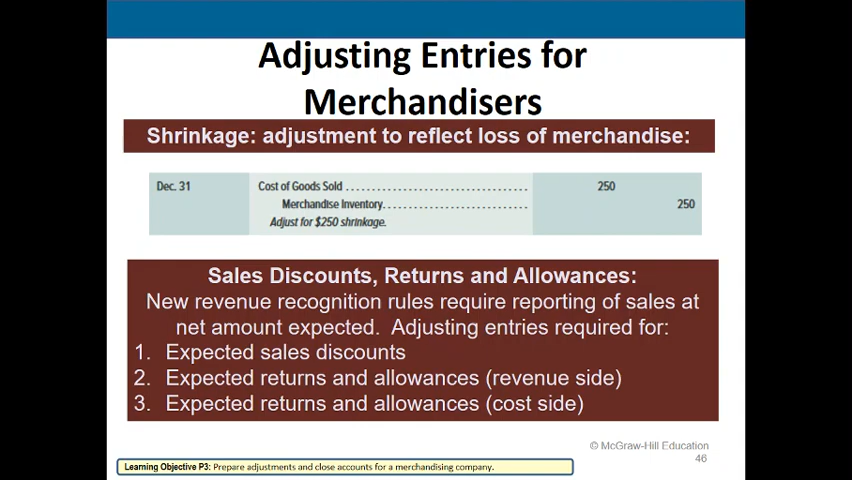 Adjusting Entries for
Merchandisers
Shrinkage: adjustment to reflect loss of merchandise:
Dec. 31 Cost of Goods Sold 250
Merchandise Inventory. 250
Adjust for $250 shrinkage.
Sales Discounts, Returns and Allowances:
New revenue recognition rules require reporting of sales at
net amount expected. Adjusting entries required for:
1. Expected sales discounts
2. Expected returns and allowances (revenue side)
3. Expected returns and allowances (cost side)
© McGraw-Hill Education
46
Learning Objective P3: Prepare adjustments and close accounts for a merchandising company.